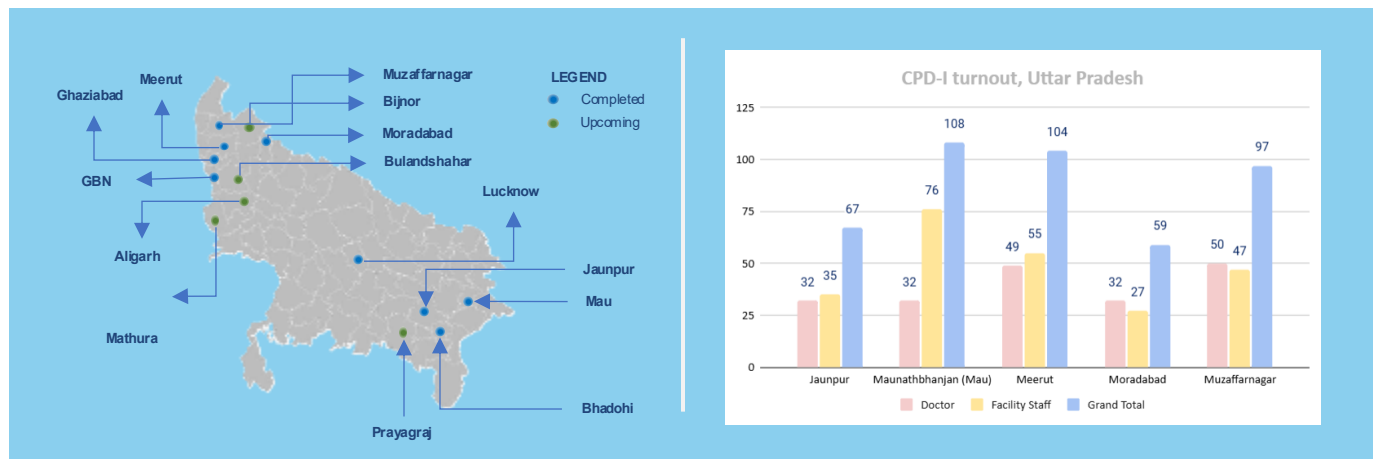 Muzaffarnagar
Meerut
LEGEND
Ghaziabad
Bijnor
Completed
Upcoming
Moradabad
Bulandshahar
GBN
Lucknow
Aligarh
Jaunpur
Mau
Mathura
Bhadohi
Prayagraj
CPD-I turnout, Uttar Pradesh
125
100
75
50
25
0
32
35
67
32
76
108
49
55
104
32
27
59
50
47
97
Jaunpur
Maunathbhanjan (Mau)
Meerut
Moradabad
Muzaffarnagar
Doctor
Facility Staff
Grand Total